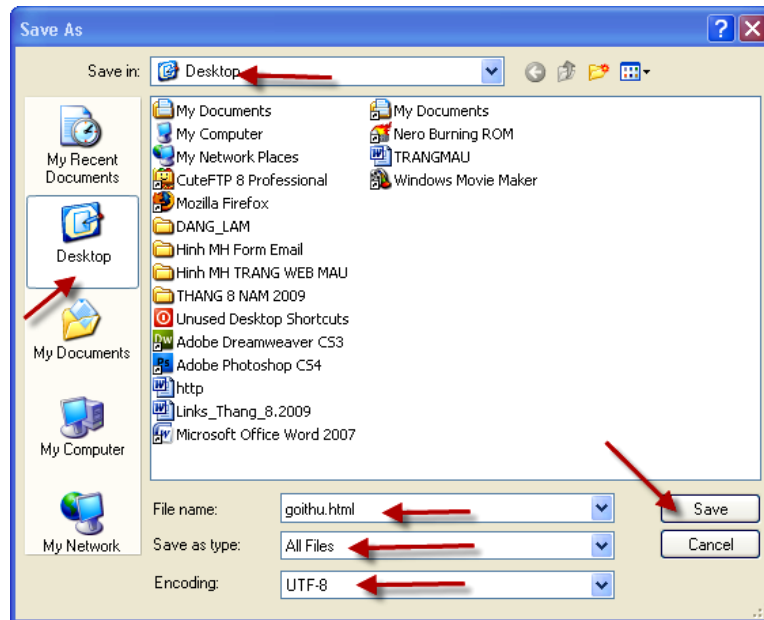 Save As
Save in:
Desktop
My Recent
Documents
Desktop
My Documents
My Computer
My Network
My Documents
My Computer
My Network Places
CuteFTP 8 Professional
Mozilla Firefox
DANG_LAM
Hinh MH Form Email
Hinh MH TRANG WEB MAU
THANG 8 NAM 2009
Unused Desktop Shortcuts
Adobe Dreamweaver CS3
Adobe Photoshop CS4
http
Links_Thang_8.2009
Microsoft Office Word 2007
My Documents
Nero Burning ROM
TRANGMAU
Windows Movie Maker
File name:
goithu.html
Save
Save as type:
All Files
Cancel
Encoding:
UTF-8